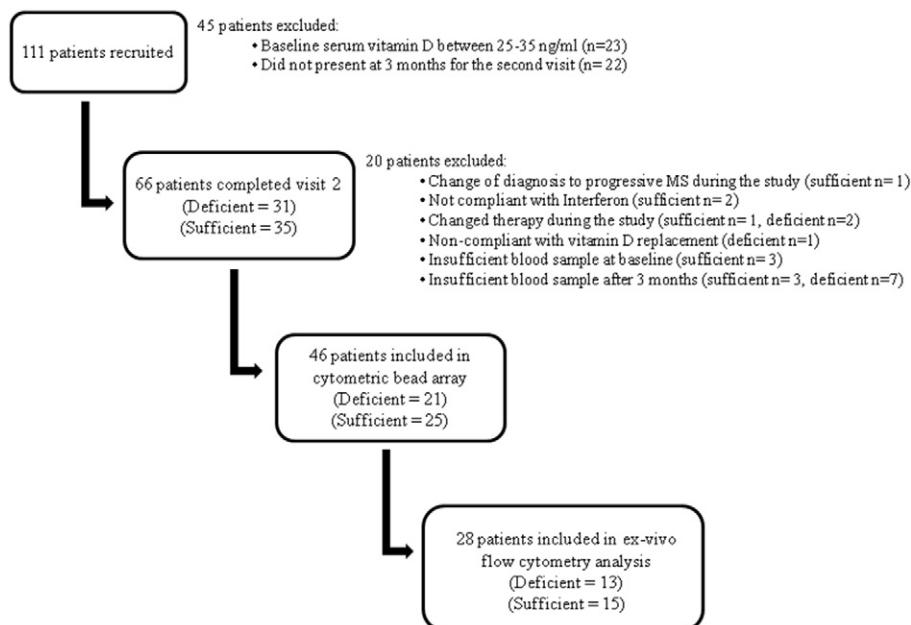 111 patients recruited
45 patients excluded:
• Baseline serum vitamin D between 25-35 ng/ml (n=23)
• Did not present at 3 months for the second visit (n= 22)
66 patients completed visit 2
(Deficient = 31)
(Sufficient = 35)
20 patients excluded:
• Change of diagnosis to progressive MS during the study (sufficient n= 1)
• Not compliant with Interferon (sufficient n= 2)
• Changed therapy during the study (sufficient n= 1, deficient n=2)
• Non-compliant with vitamin D replacement (deficient n=1)
• Insufficient blood sample at baseline (sufficient n= 3)
• Insufficient blood sample after 3 months (sufficient n= 3, deficient n=7)
46 patients included in
cytometric bead array
(Deficient = 21)
(Sufficient = 25)
28 patients included in ex-vivo
flow cytometry analysis
(Deficient = 13)
(Sufficient = 15)